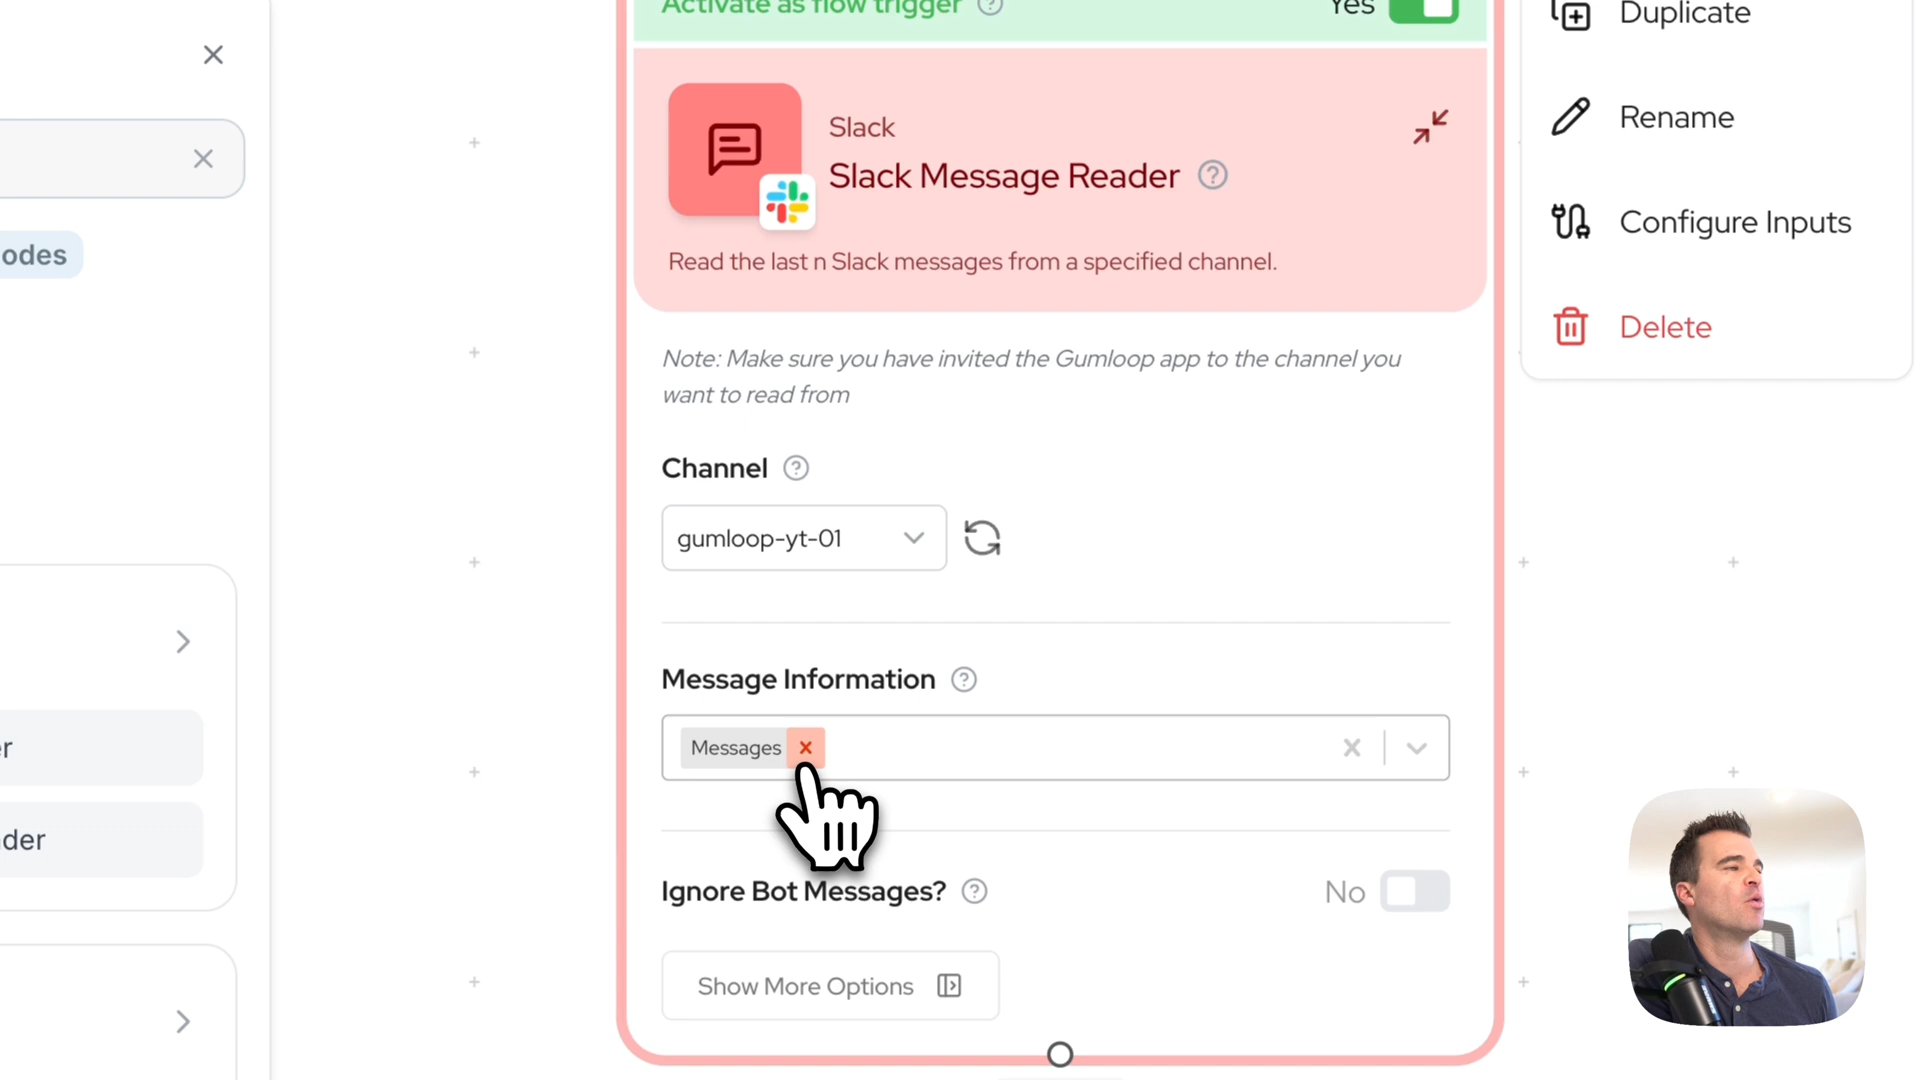 Activate as flow trigger
Yes
Slack
Slack Message Reader
Read the last n Slack messages from a specified channel.
Note: Make sure you have invited the Gumloop app to the channel you
want to read from
Channel
gumloop-yt-01
Message Information
Messages
Ignore Bot Messages?
No
Show More Options
Duplicate
Rename
Configure Inputs
Delete
odes
er
der